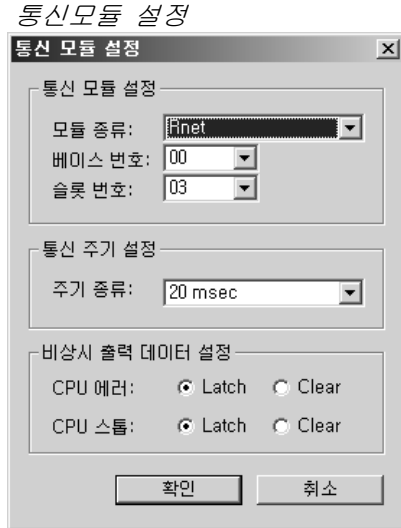 통신모듈 설정
통신 모듈 설정
통신 모듈 설정
모듈 종류: Rnet
베이스 번호: 00
슬롯 번호: 03
통신 주기 설정
주기 종류: 20 msec
비상시 출력 데이터 설정
CPU 에러: Latch Clear
CPU 스톱: Latch Clear
확인 취소